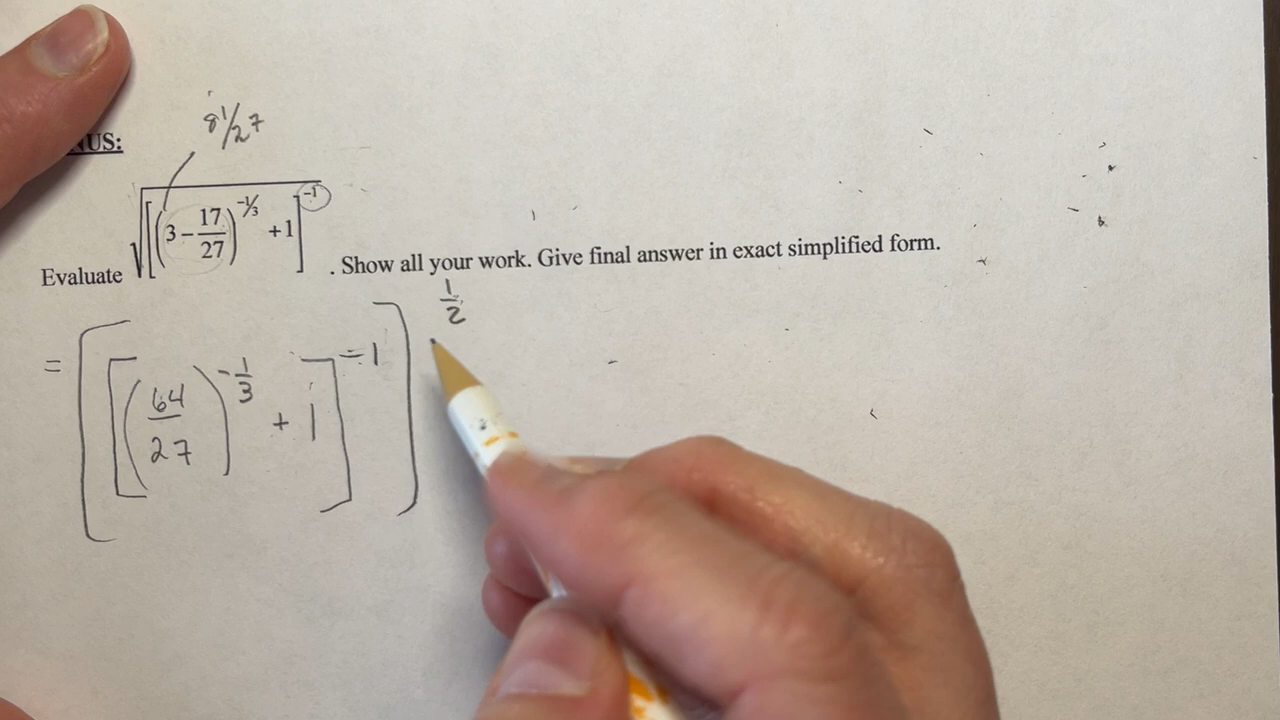 81/27
NUS:
Evaluate √[(3 − 17/27)^(-1/3) + 1]^(-1) . Show all your work. Give final answer in exact simplified form.
= [[(64/27)^(-1/3) + 1]^(-1)]^(1/2)